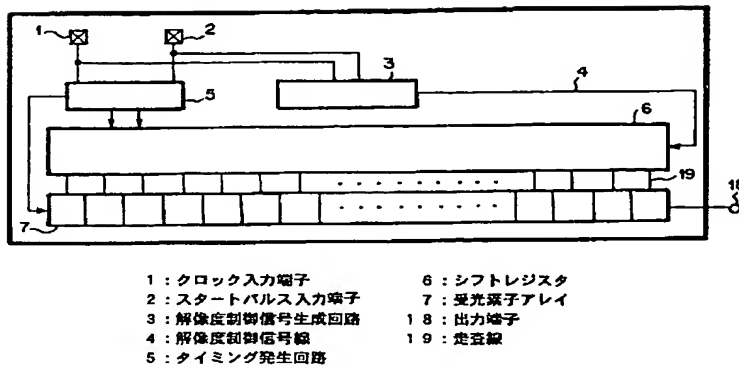 1
2
3
4
5
6
19
18
7
1:クロック入力端子
2:スタートパルス入力端子
3:解像度制御信号生成回路
4:解像度制御信号線
5:タイミング発生回路
6:シフトレジスタ
7:受光素子アレイ
18:出力端子
19:走査線